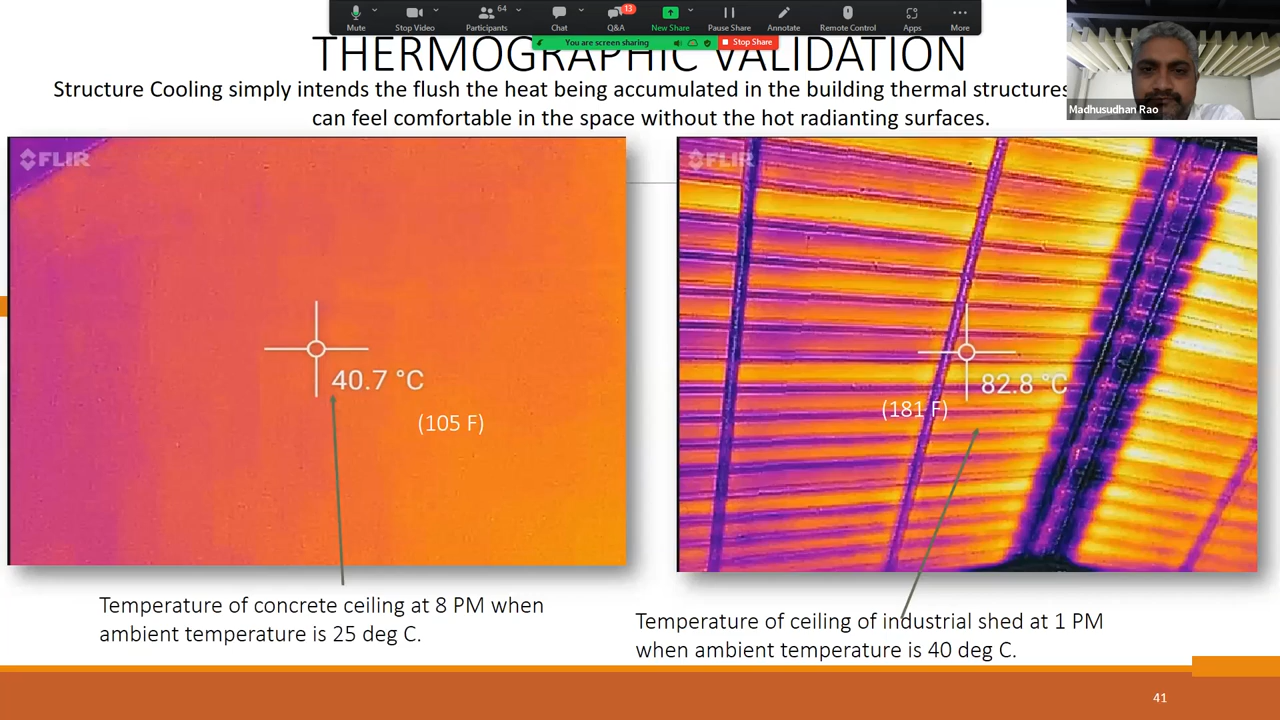 64
13
Mute
Stop Video
Participants
Chat
Q&A
New Share
Pause Share
Annotate
Remote Control
Apps
More
You are screen sharing
Stop Share
THERMOGRAPHIC VALIDATION
Madhusudhan Rao
Structure Cooling simply intends the flush the heat being accumulated in the building thermal structures
can feel comfortable in the space without the hot radianting surfaces.
FLIR
40.7 °C
(105 F)
FLIR
82.8 °C
(181 F)
Temperature of concrete ceiling at 8 PM when
ambient temperature is 25 deg C.
Temperature of ceiling of industrial shed at 1 PM
when ambient temperature is 40 deg C.
41